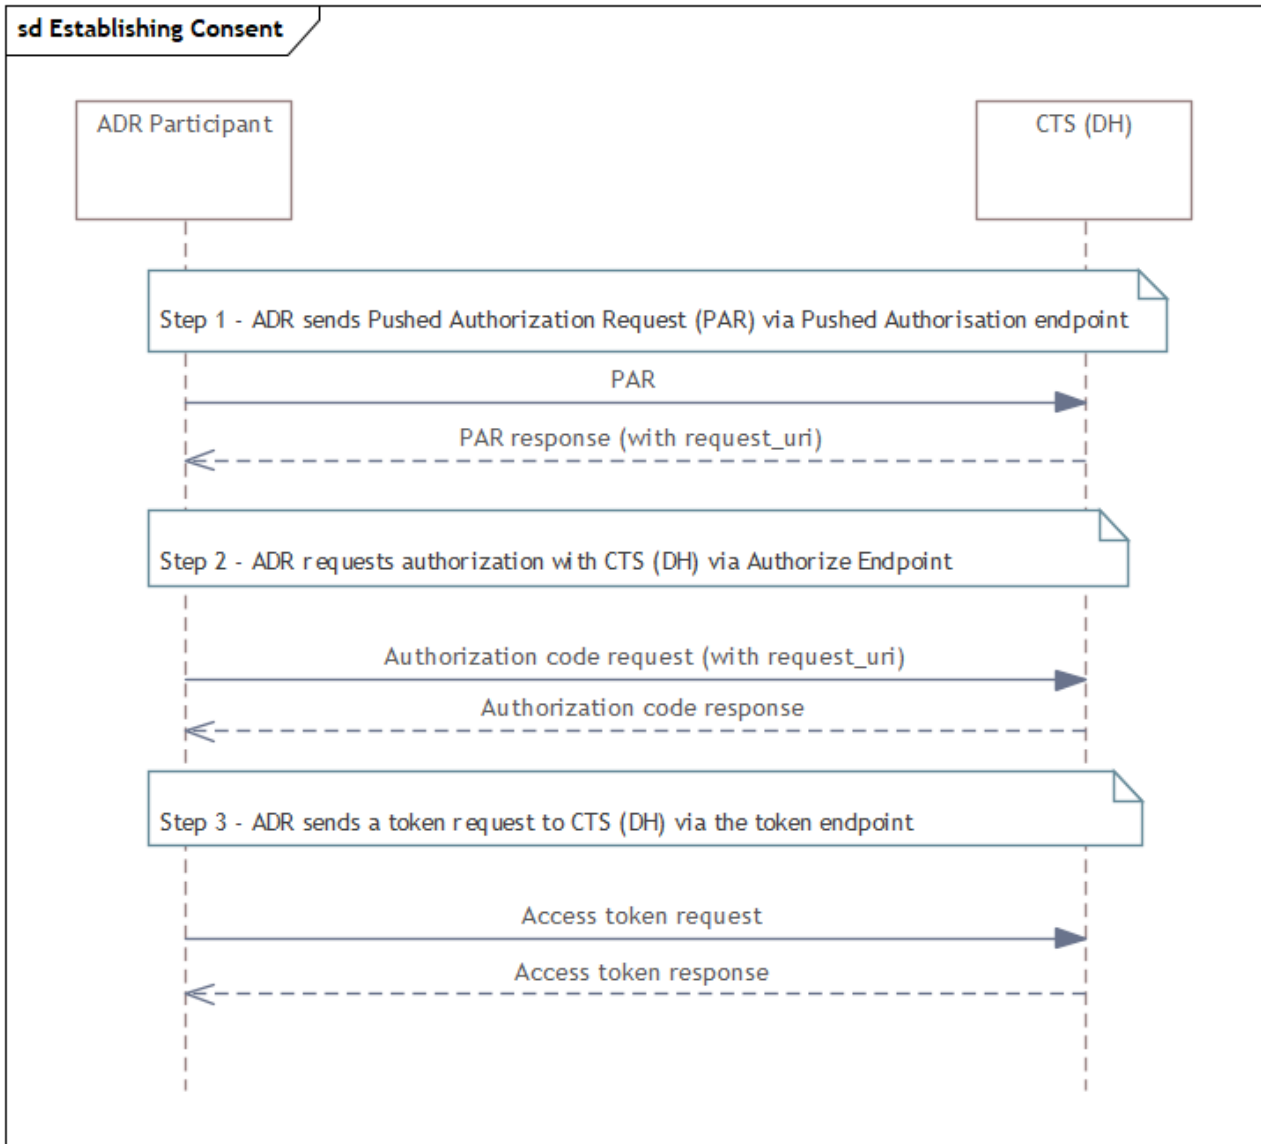 sd Establishing Consent
ADR Participant
CTS (DH)
Step 1 - ADR sends Pushed Authorization Request (PAR) via Pushed Authorisation endpoint
PAR
PAR response (with request_uri)
Step 2 - ADR requests authorization with CTS (DH) via Authorize Endpoint
Authorization code request (with request_uri)
Authorization code response
Step 3 - ADR sends a token request to CTS (DH) via the token endpoint
Access token request
Access token response